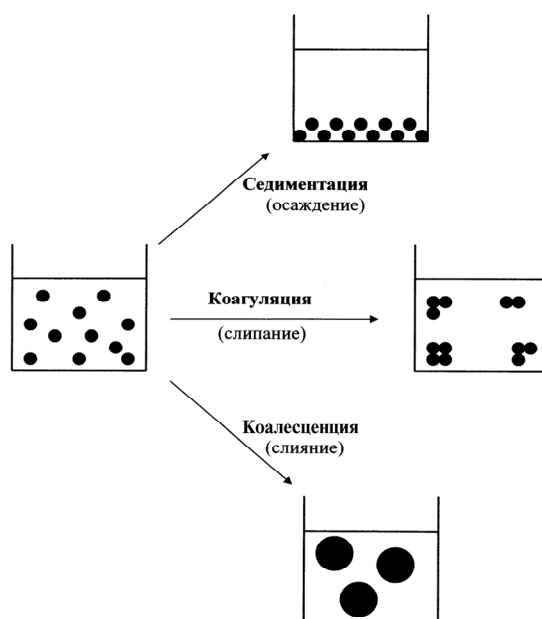 Седиментация
(осаждение)
Коагуляция
(слипание)
Коалесценция
(слияние)